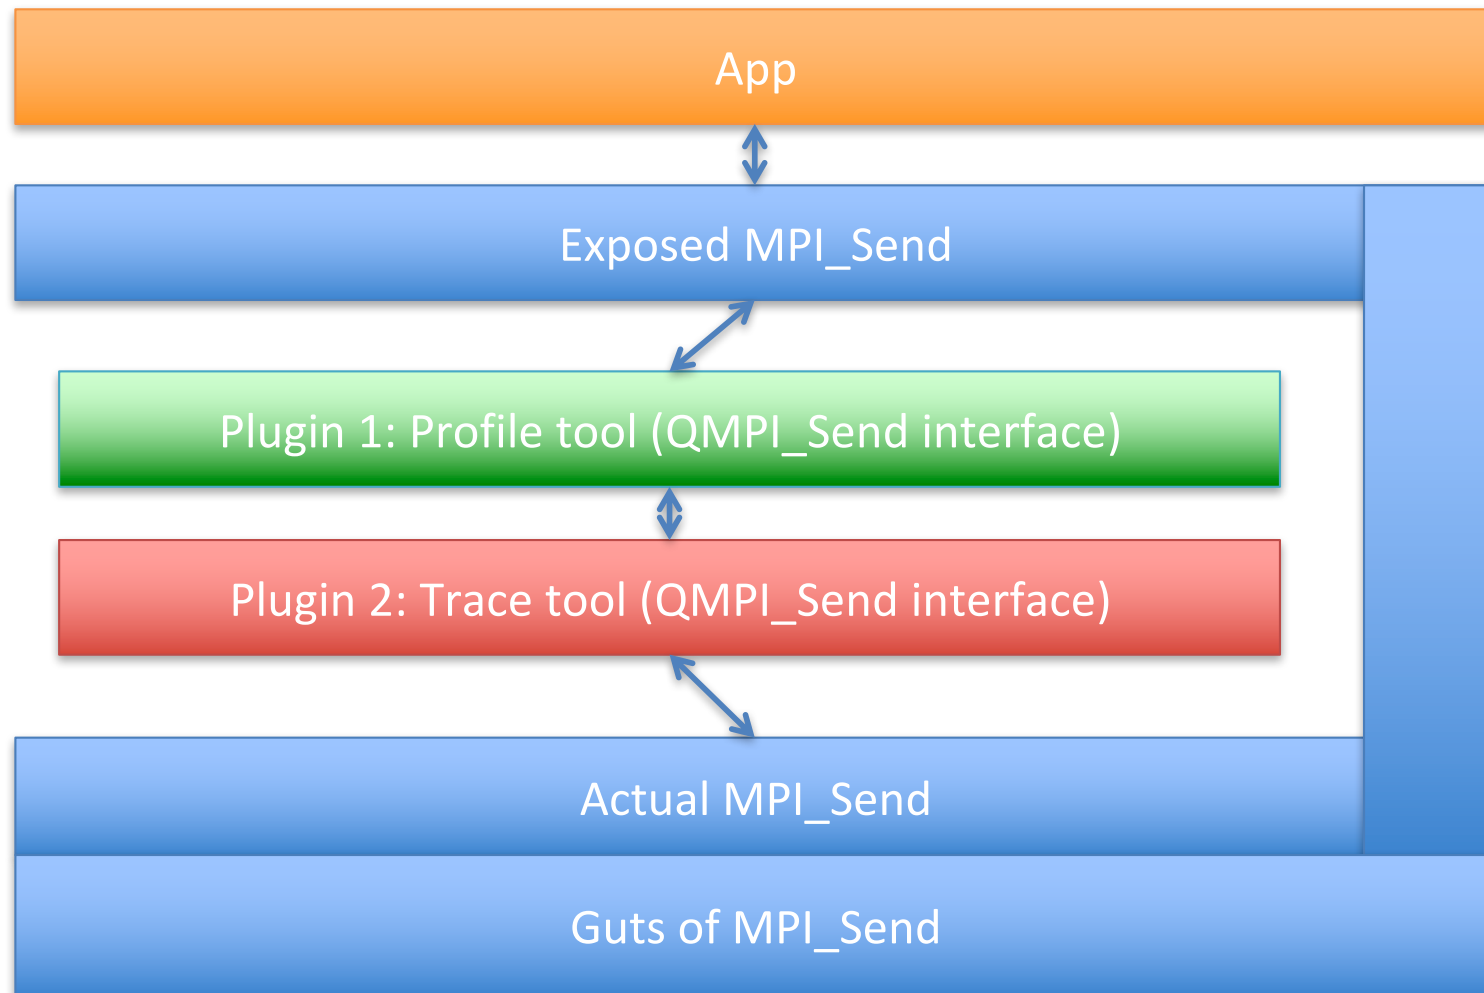 App
Exposed MPI_Send
Plugin 1: Profile tool (QMPI_Send interface)
Plugin 2: Trace tool (QMPI_Send interface)
Actual MPI_Send
Guts of MPI_Send